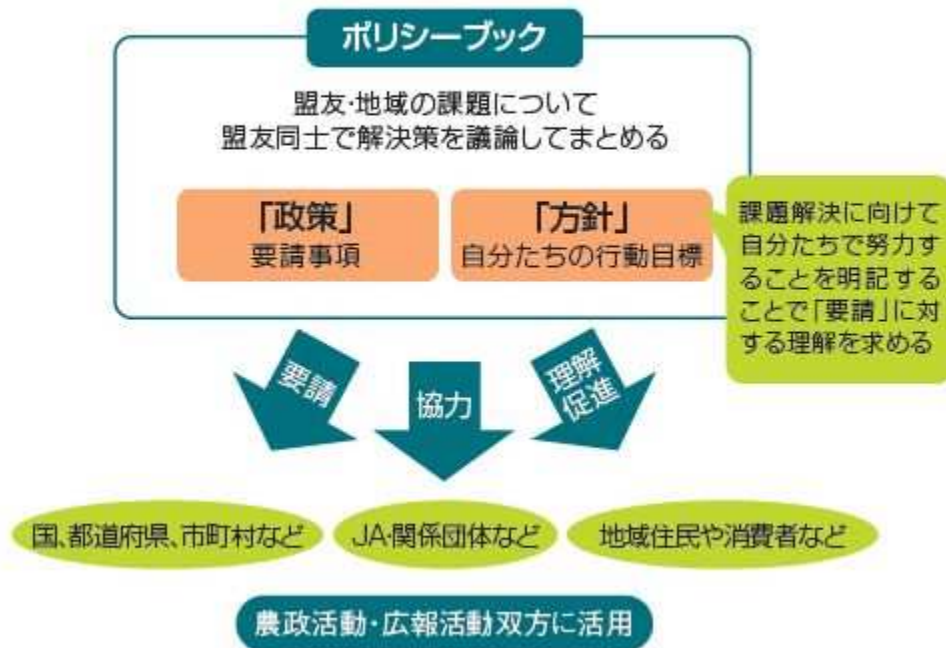 ポリシーブック
盟友・地域の課題について
盟友同士で解決策を議論してまとめる
「政策」
要請事項
「方針」
自分たちの行動目標
課題解決に向けて
自分たちで努力す
ることを明記する
ことで「要請」に対
する理解を求める
要請
協力
理解
促進
国、都道府県、市町村など
JA・関係団体など
地域住民や消費者など
農政活動・広報活動双方に活用